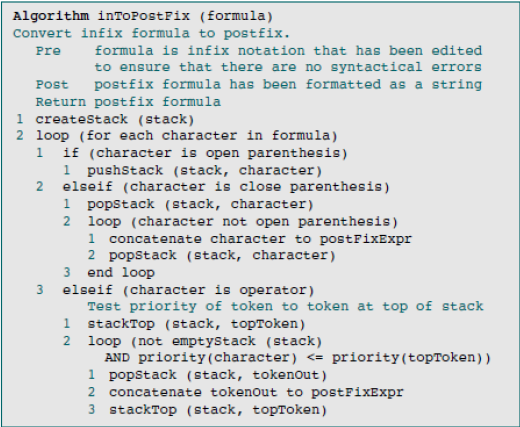 Algorithm inToPostFix (formula)
Convert infix formula to postfix.
Pre formula is infix notation that has been edited
to ensure that there are no syntactical errors
Post postfix formula has been formatted as a string
Return postfix formula
1 createStack (stack)
2 loop (for each character in formula)
1 if (character is open parenthesis)
1 pushStack (stack, character)
2 elseif (character is close parenthesis)
1 popStack (stack, character)
2 loop (character not open parenthesis)
1 concatenate character to postFixExpr
2 popStack (stack, character)
3 end loop
3 elseif (character is operator)
Test priority of token to token at top of stack
1 stackTop (stack, topToken)
2 loop (not emptyStack (stack)
AND priority(character) <= priority(topToken))
1 popStack (stack, tokenOut)
2 concatenate tokenOut to postFixExpr
3 stackTop (stack, topToken)